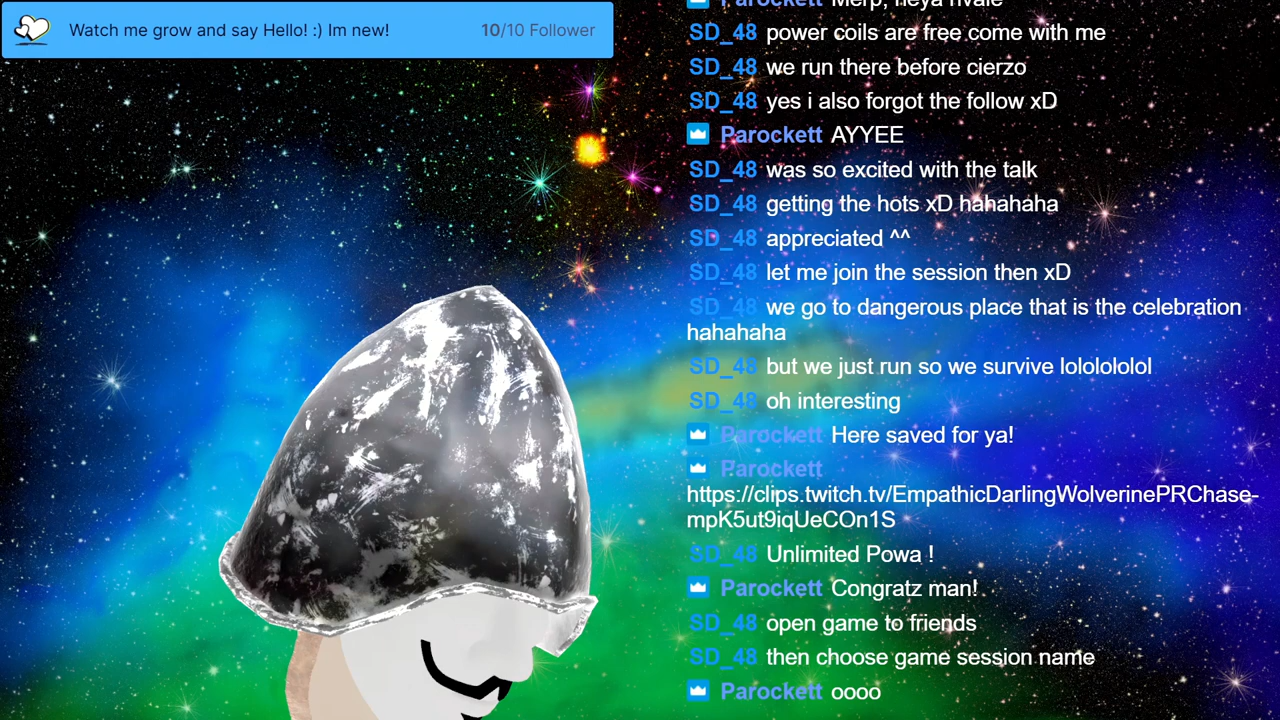 Watch me grow and say Hello! :) Im new!
10/10 Follower
Parockett Merp, heya rivale
SD_48 power coils are free come with me
SD_48 we run there before cierzo
SD_48 yes i also forgot the follow xD
Parockett AYYEE
SD_48 was so excited with the talk
SD_48 getting the hots xD hahahaha
SD_48 appreciated ^^
SD_48 let me join the session then xD
SD_48 we go to dangerous place that is the celebration
hahahaha
SD_48 but we just run so we survive lolololololol
SD_48 oh interesting
Parockett Here saved for ya!
Parockett
https://clips.twitch.tv/EmpathicDarlingWolverinePRChase-
mpK5ut9iqUeCOn1S
SD_48 Unlimited Powa !
Parockett Congratz man!
SD_48 open game to friends
SD_48 then choose game session name
Parockett oooo